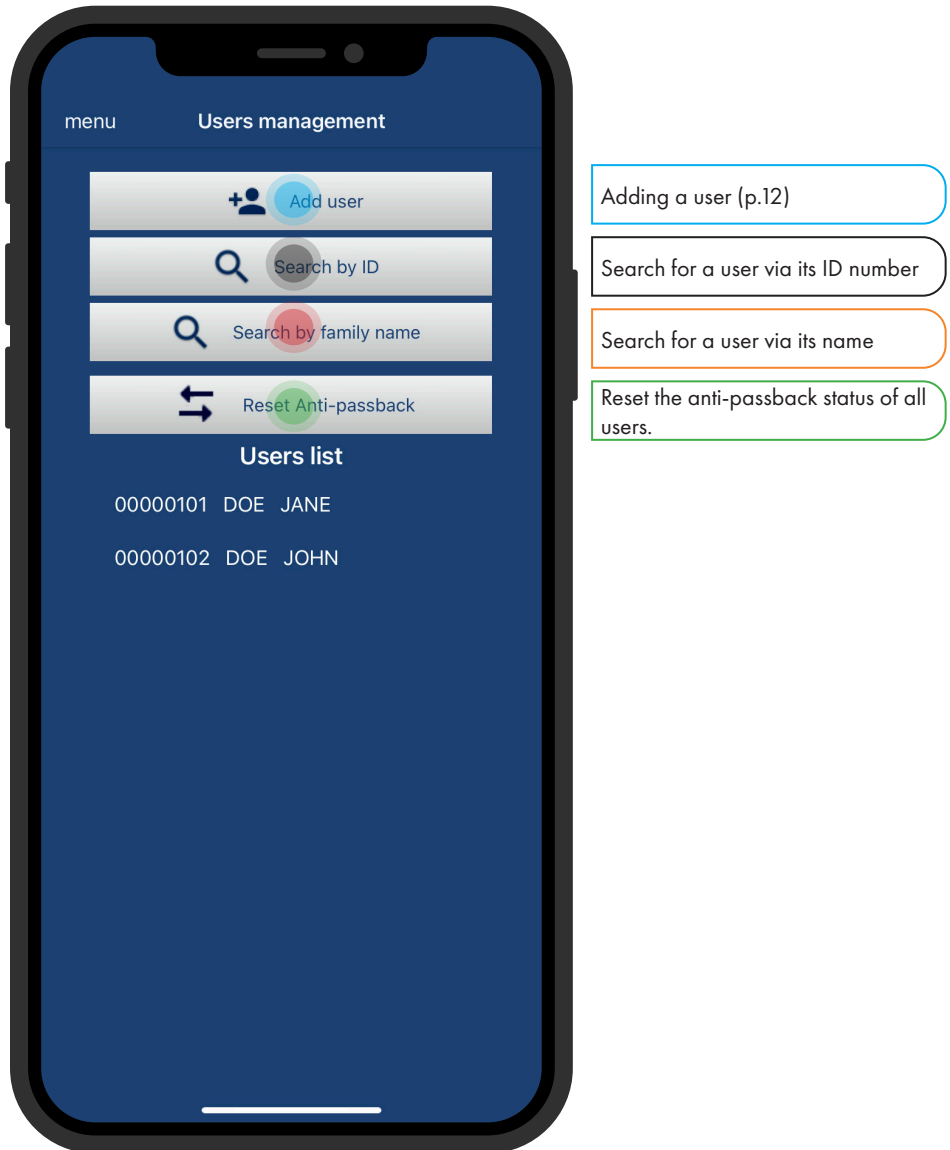 menu
Users management
Add user
Search by ID
Search by family name
Reset Anti-passback
Users list
00000101 DOE JANE
00000102 DOE JOHN
Adding a user (p.12)
Search for a user via its ID number
Search for a user via its name
Reset the anti-passback status of all
users.